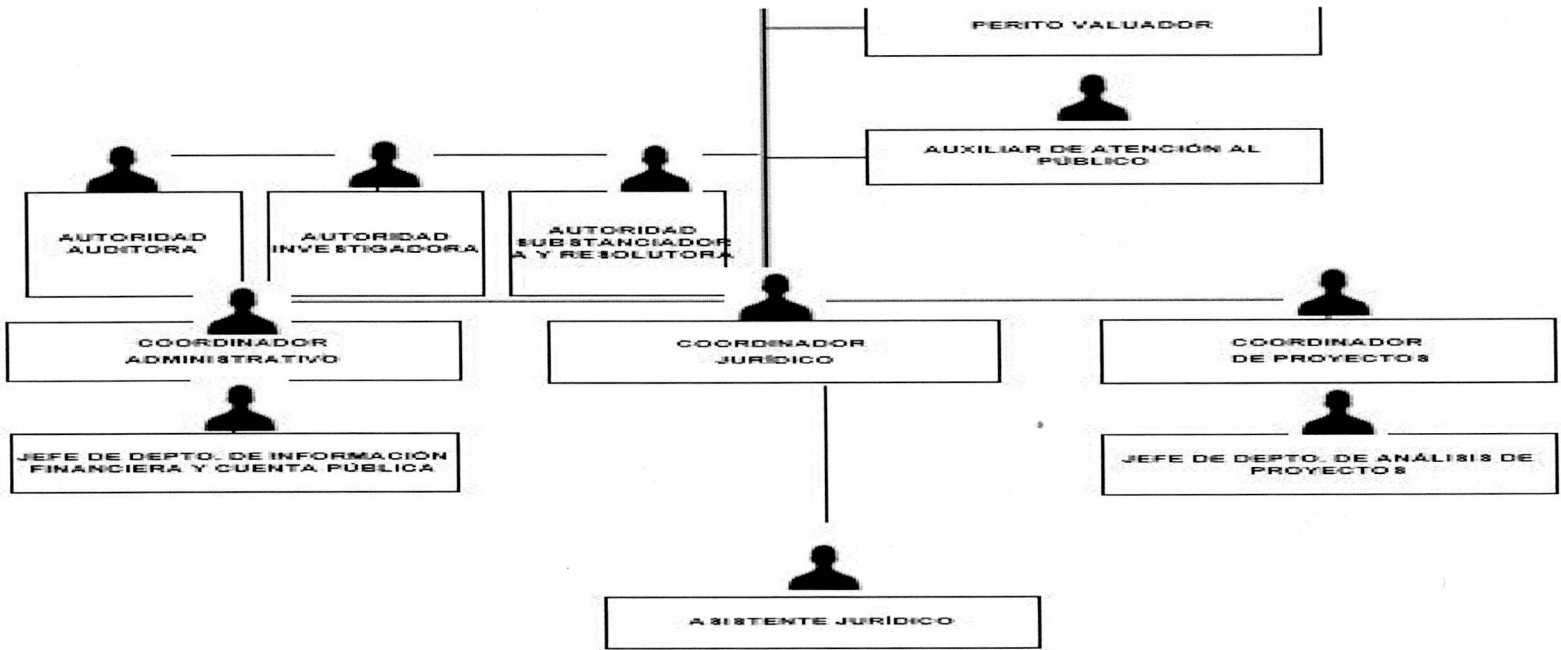 PERITO VALUADOR
AUXILIAR DE ATENCIÓN AL
PÚBLICO
AUTORIDAD
AUDITORA
AUTORIDAD
INVESTIGADORA
AUTORIDAD
SUBSTANCIADOR
A Y RESOLUTORA
COORDINADOR
ADMINISTRATIVO
COORDINADOR
JURÍDICO
COORDINADOR
DE PROYECTOS
JEFE DE DEPTO. DE INFORMACIÓN
FINANCIERA Y CUENTA PÚBLICA
JEFE DE DEPTO. DE ANÁLISIS DE
PROYECTOS
ASISTENTE JURÍDICO